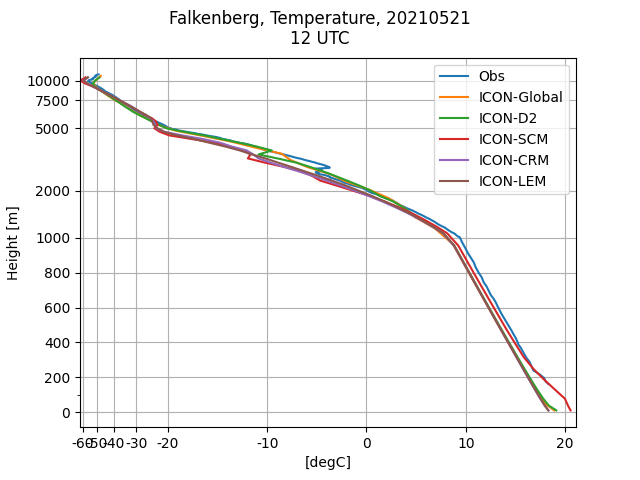 Falkenberg, Temperature, 20210521
12 UTC
Height [m]
10000
7500
5000
2000
1000
800
600
400
200
0
Obs
ICON-Global
ICON-D2
ICON-SCM
ICON-CRM
ICON-LEM
-60 -50 -40 -30 -20 -10 0 10 20
[degC]